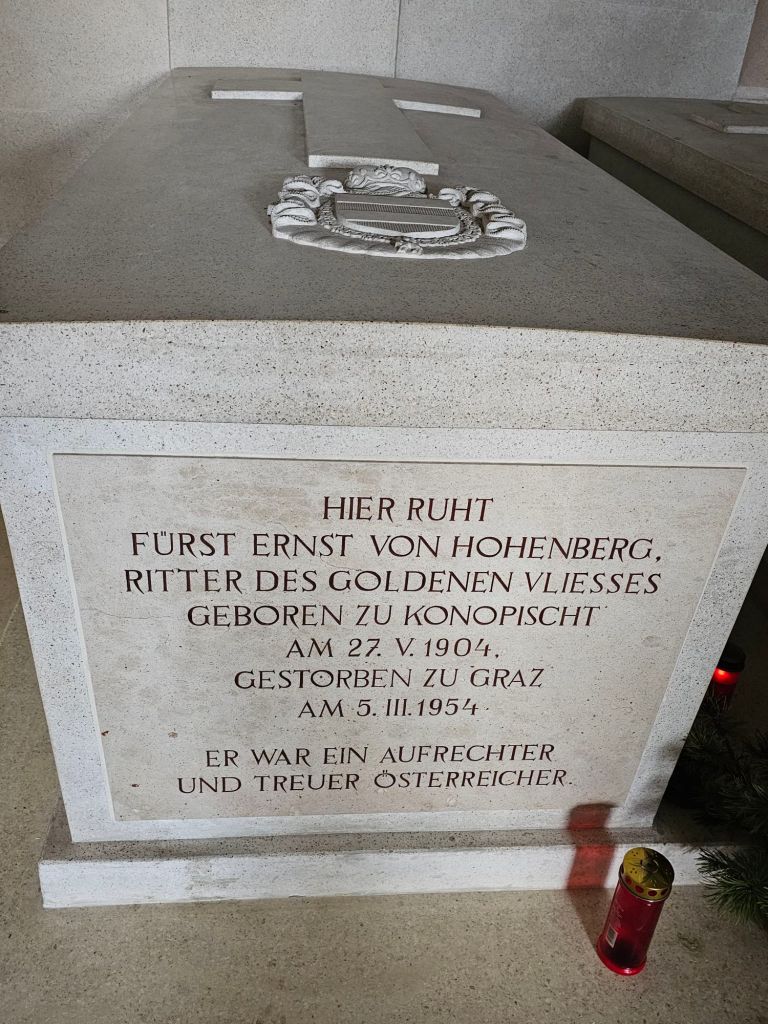 HIER RUHT
FÜRST ERNST VON HOHENBERG,
RITTER DES GOLDENEN VLIESSES
GEBOREN ZU KONOPISCHT
AM 27. V. 1904,
GESTORBEN ZU GRAZ
AM 5. III. 1954
ER WAR EIN AUFRECHTER
UND TREUER ÖSTERREICHER.